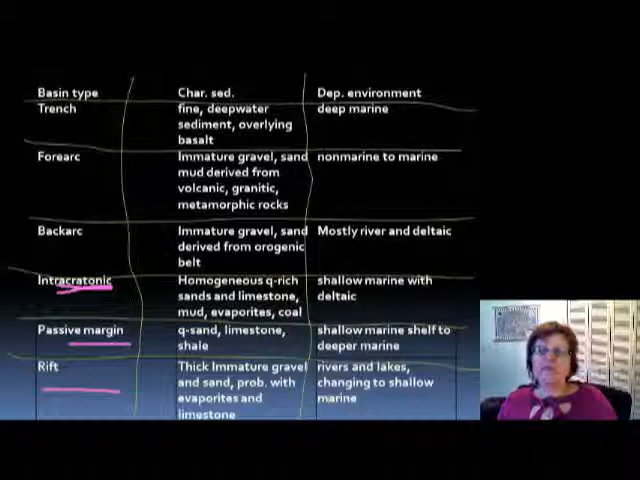 Basin type Char. sed. Dep. environment
Trench fine, deepwater deep marine
sediment, overlying
basalt
Forearc Immature gravel, sand nonmarine to marine
mud derived from
volcanic, granitic,
metamorphic rocks
Backarc Immature gravel, sand Mostly river and deltaic
derived from orogenic
belt
Intracratonic Homogeneous q-rich shallow marine with
sands and limestone, deltaic
mud, evaporites, coal
Passive margin q-sand, limestone, shallow marine shelf to
shale deeper marine
Rift Thick Immature gravel rivers and lakes,
and sand, prob. with changing to shallow
evaporites and marine
limestone